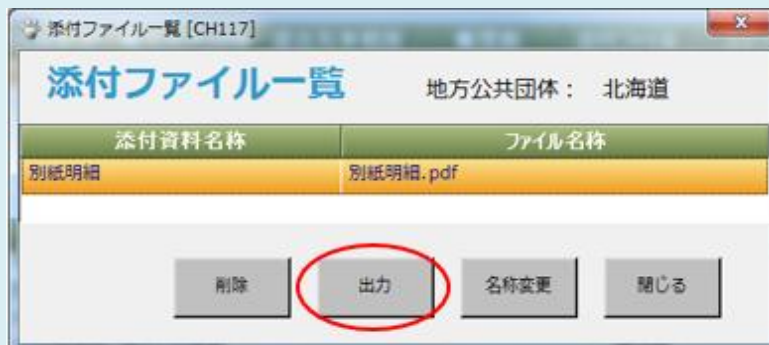 添付ファイル一覧 [CH117]
添付ファイル一覧 地方公共団体： 北海道
添付資料名称 ファイル名称
別紙明細 別紙明細.pdf
削除 出力 名称変更 閉じる